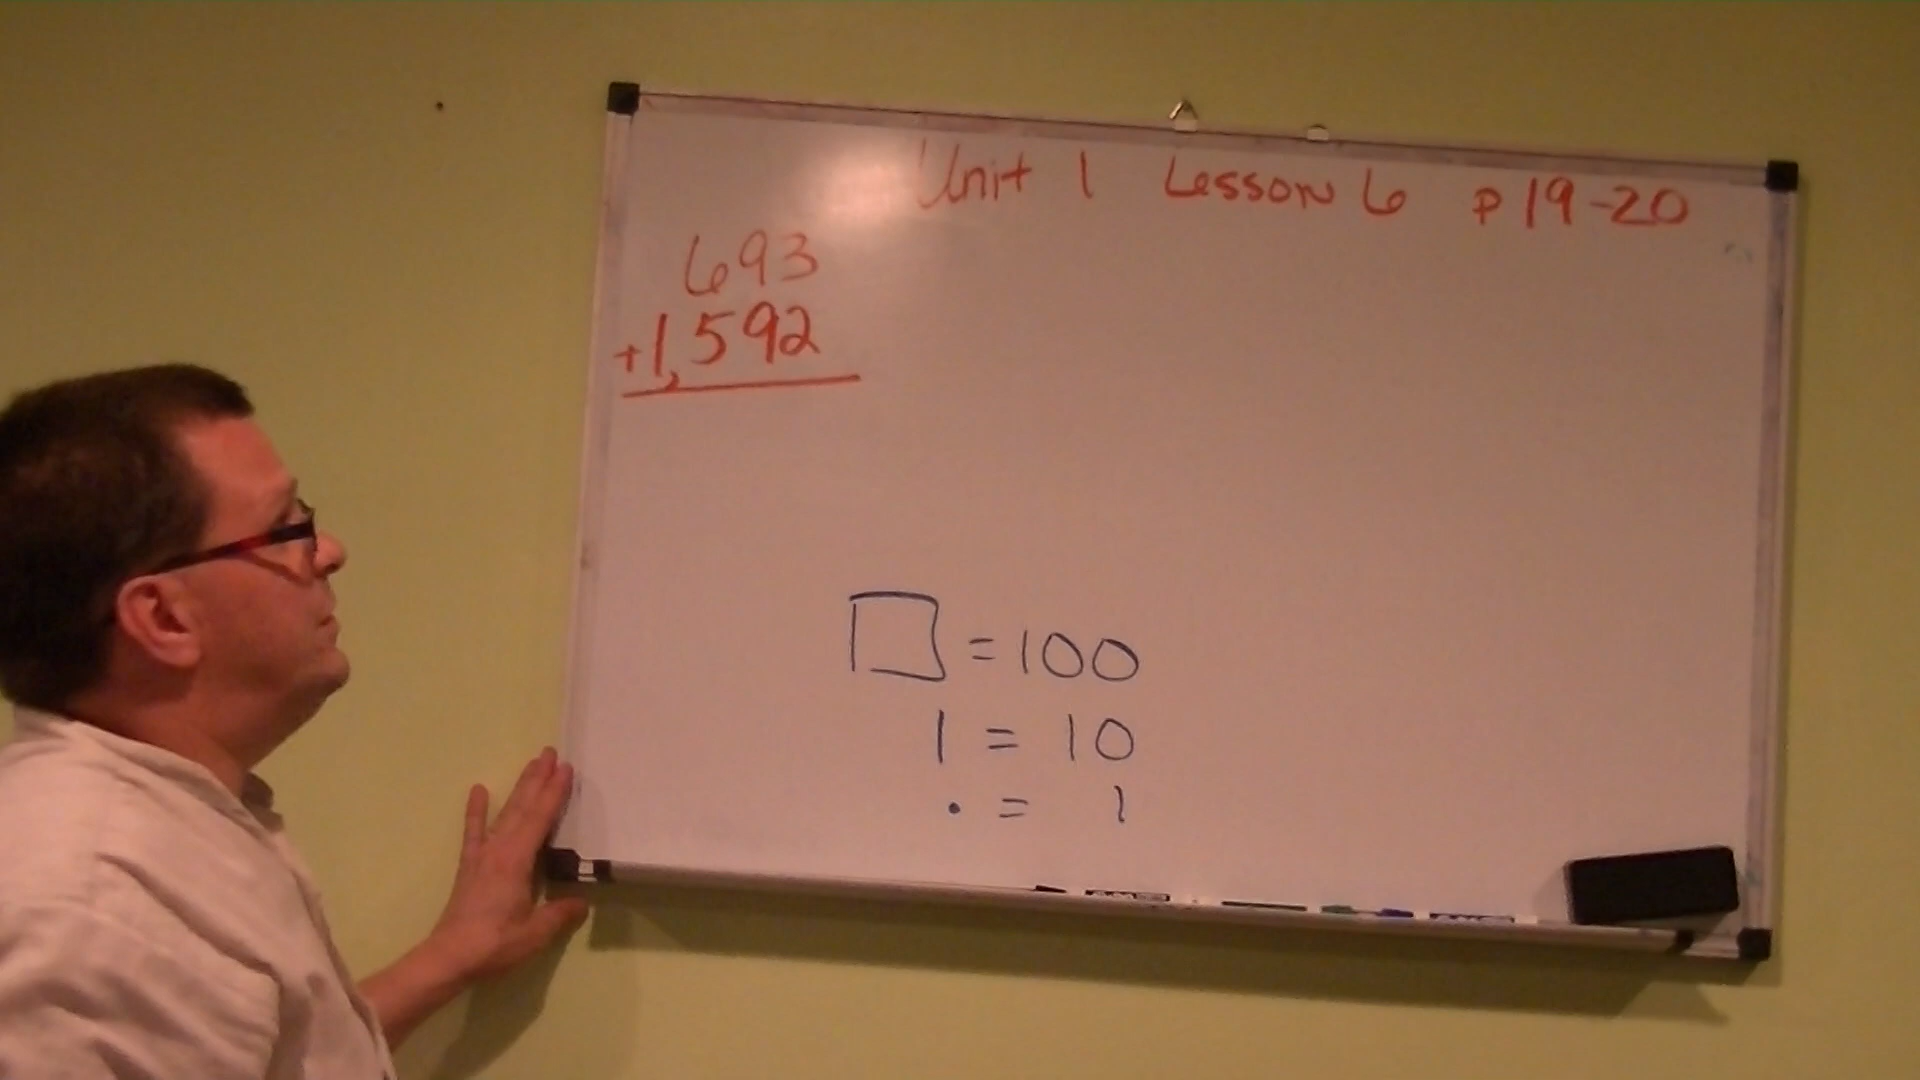 Unit 1 Lesson 6 p 19-20
693
+1,592
□ = 100
| = 10
• = 1